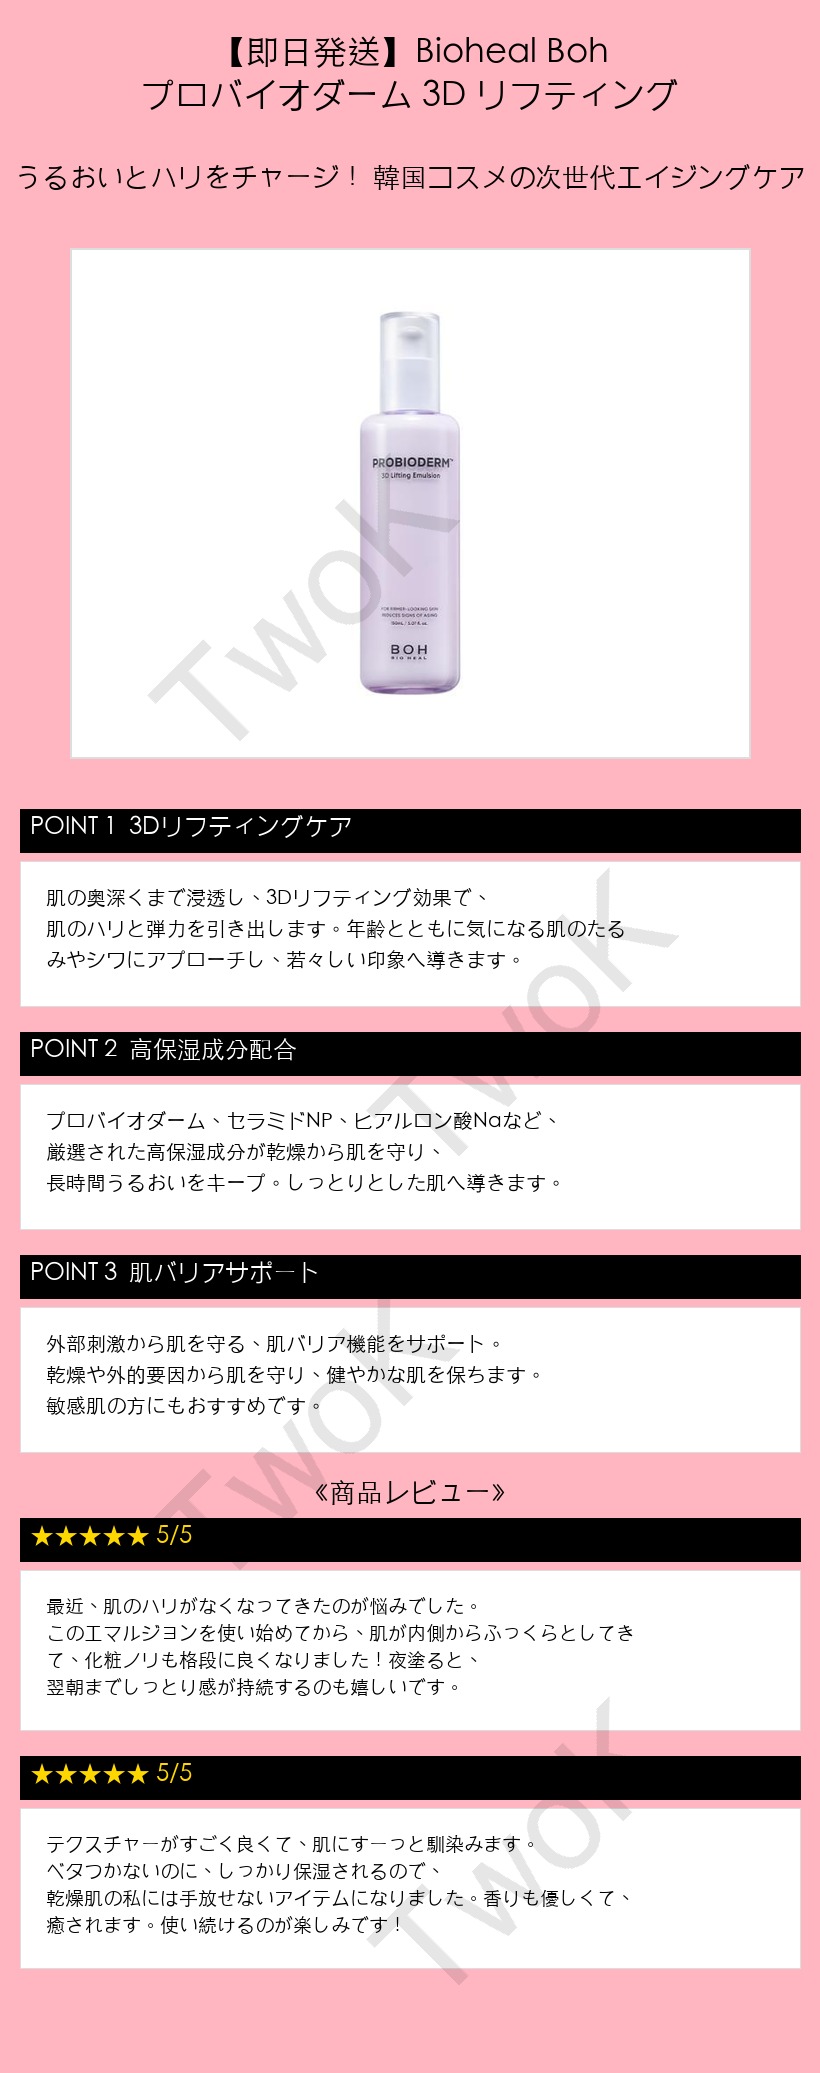 【即日発送】Bioheal Boh
プロバイオダーム 3D リフティング
うるおいとハリをチャージ！ 韓国コスメの次世代エイジングケア
PROBIODERM™
3D Lifting Emulsion
FOR FIRMER-LOOKING SKIN
REDUCES SIGNS OF AGING
150mL / 5.07 fl. oz.
BOH
BIO HEAL
TwoK
POINT 1 3Dリフティングケア
肌の奥深くまで浸透し、3Dリフティング効果で、
肌のハリと弾力を引き出します。年齢とともに気になる肌のたる
みやシワにアプローチし、若々しい印象へ導きます。
TwoK
POINT 2 高保湿成分配合
プロバイオダーム、セラミドNP、ヒアルロン酸Naなど、
厳選された高保湿成分が乾燥から肌を守り、
長時間うるおいをキープ。しっとりとした肌へ導きます。
POINT 3 肌バリアサポート
外部刺激から肌を守る、肌バリア機能をサポート。
乾燥や外的要因から肌を守り、健やかな肌を保ちます。
敏感肌の方にもおすすめです。
TwoK
《商品レビュー》
★★★★★ 5/5
最近、肌のハリがなくなってきたのが悩みでした。
このエマルジョンを使い始めてから、肌が内側からふっくらとしてき
て、化粧ノリも格段に良くなりました！夜塗ると、
翌朝までしっとり感が持続するのも嬉しいです。
★★★★★ 5/5
テクスチャーがすごく良くて、肌にすーっと馴染みます。
ベタつかないのに、しっかり保湿されるので、
乾燥肌の私には手放せないアイテムになりました。香りも優しくて、
癒されます。使い続けるのが楽しみです！
TwoK